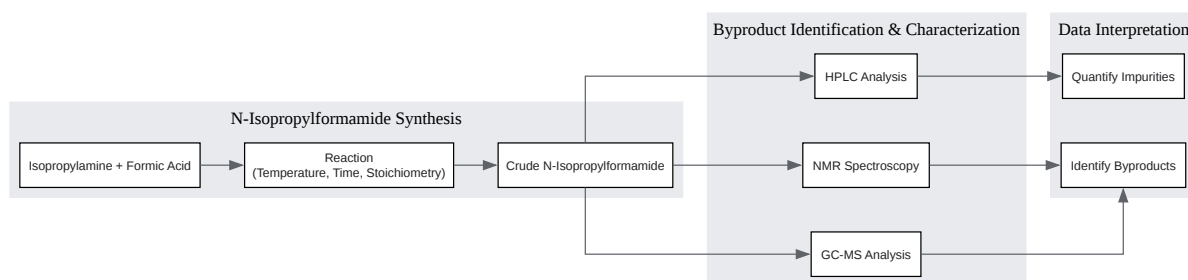 Byproduct Identification & Characterization
Data Interpretation
HPLC Analysis
Quantify Impurities
N-Isopropylformamide Synthesis
Isopropylamine + Formic Acid
Reaction
(Temperature, Time, Stoichiometry)
Crude N-Isopropylformamide
NMR Spectroscopy
Identify Byproducts
GC-MS Analysis